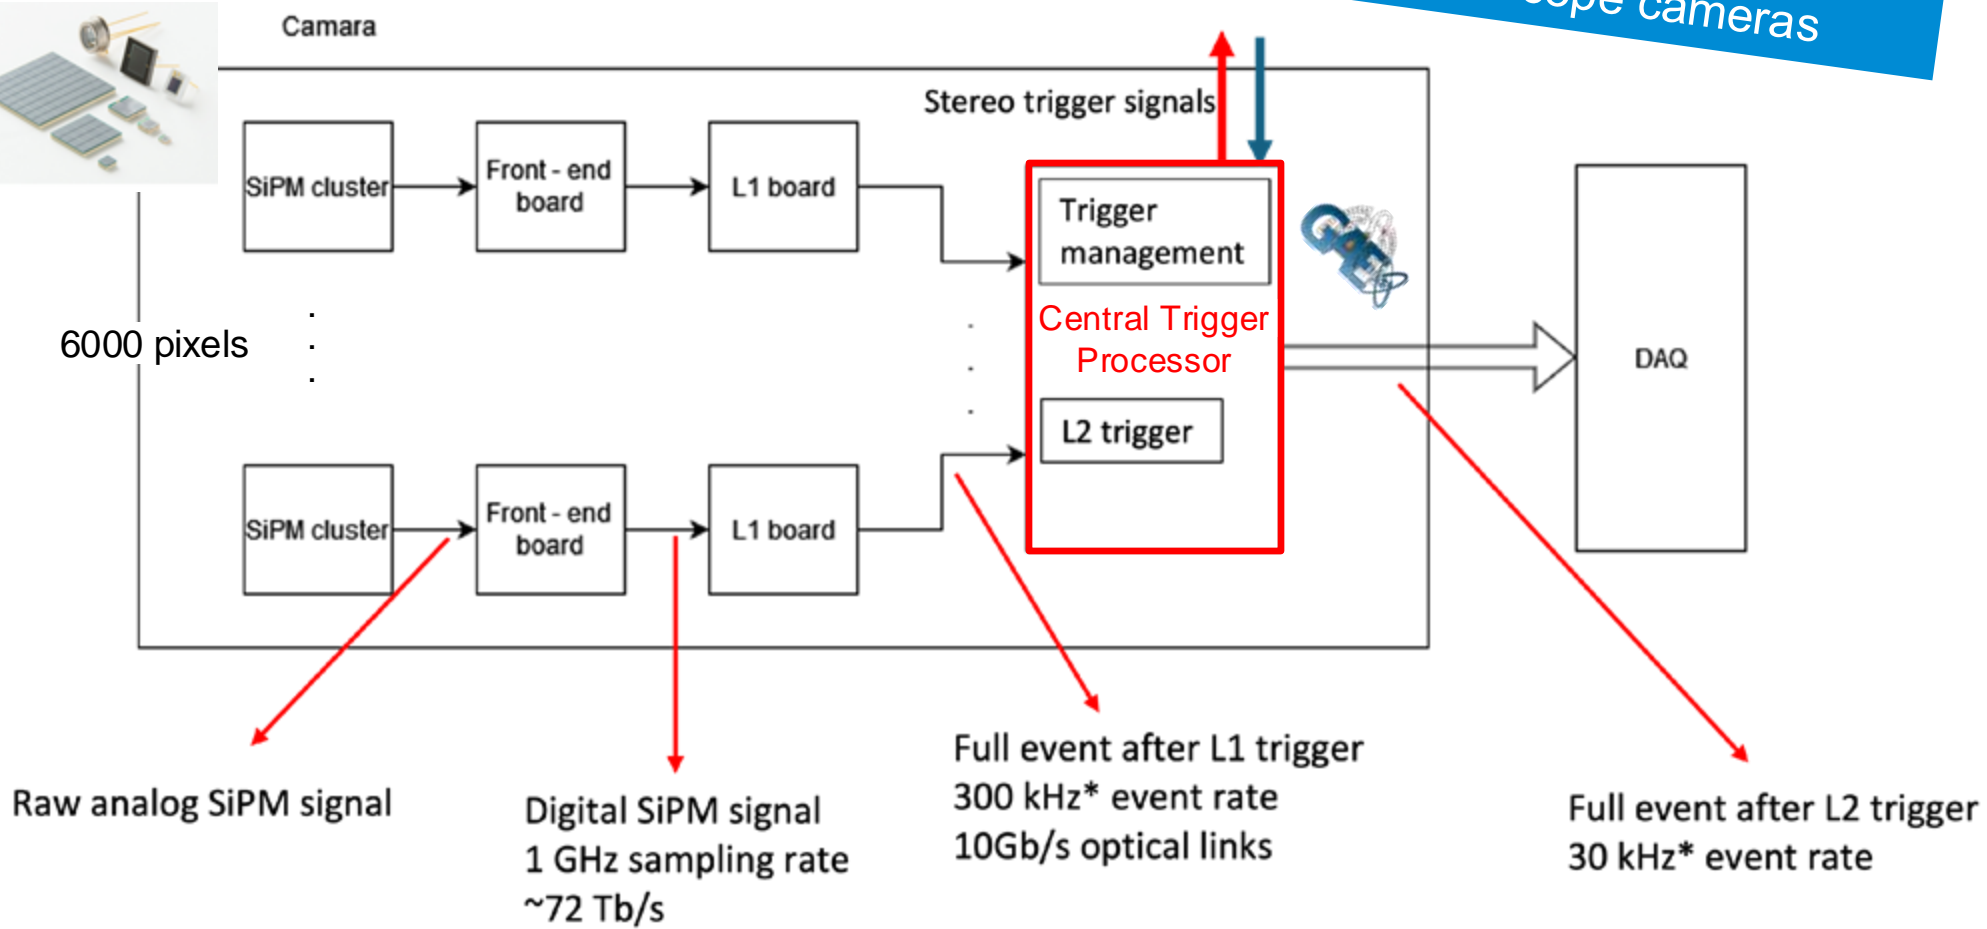 cameras
Camara
Stereo trigger signals
SiPM cluster
Front - end
board
L1 board
Trigger
management
Central Trigger
Processor
6000 pixels
DAQ
L2 trigger
SiPM cluster
Front - end
board
L1 board
Raw analog SiPM signal
Digital SiPM signal
1 GHz sampling rate
~72 Tb/s
Full event after L1 trigger
300 kHz* event rate
10Gb/s optical links
Full event after L2 trigger
30 kHz* event rate